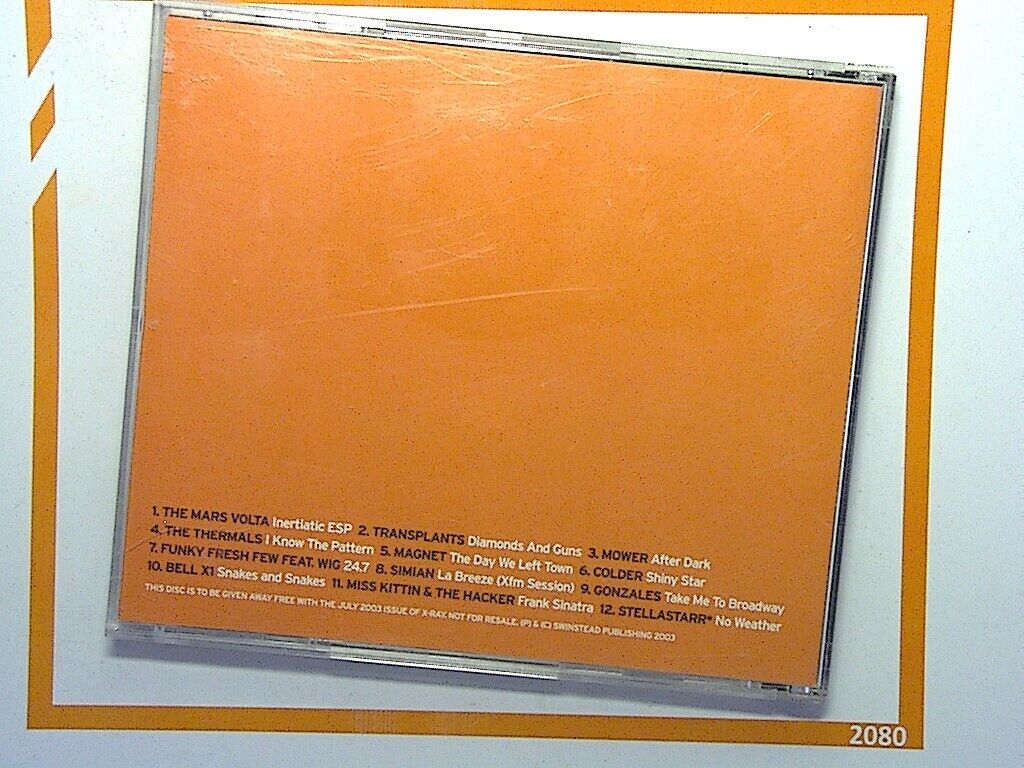 1. THE MARS VOLTA Inertiatic ESP 2. TRANSPLANTS Diamonds And Guns 3. MOWER After Dark
4. THE THERMALS I Know The Pattern 5. MAGNET The Day We Left Town 6. COLDER Shiny Star
7. FUNKY FRESH FEW FEAT. WIG 24.7 8. SIMIAN La Breeze (Xfm Session) 9. GONZALES Take Me To Broadway
10. BELL X1 Snakes and Snakes 11. MISS KITTIN & THE HACKER Frank Sinatra 12. STELLASTARR* No Weather
THIS DISC IS TO BE GIVEN AWAY FREE WITH THE JULY 2003 ISSUE OF X-RAY. NOT FOR RESALE. (P) & (C) SWINSTEAD PUBLISHING 2003
2080